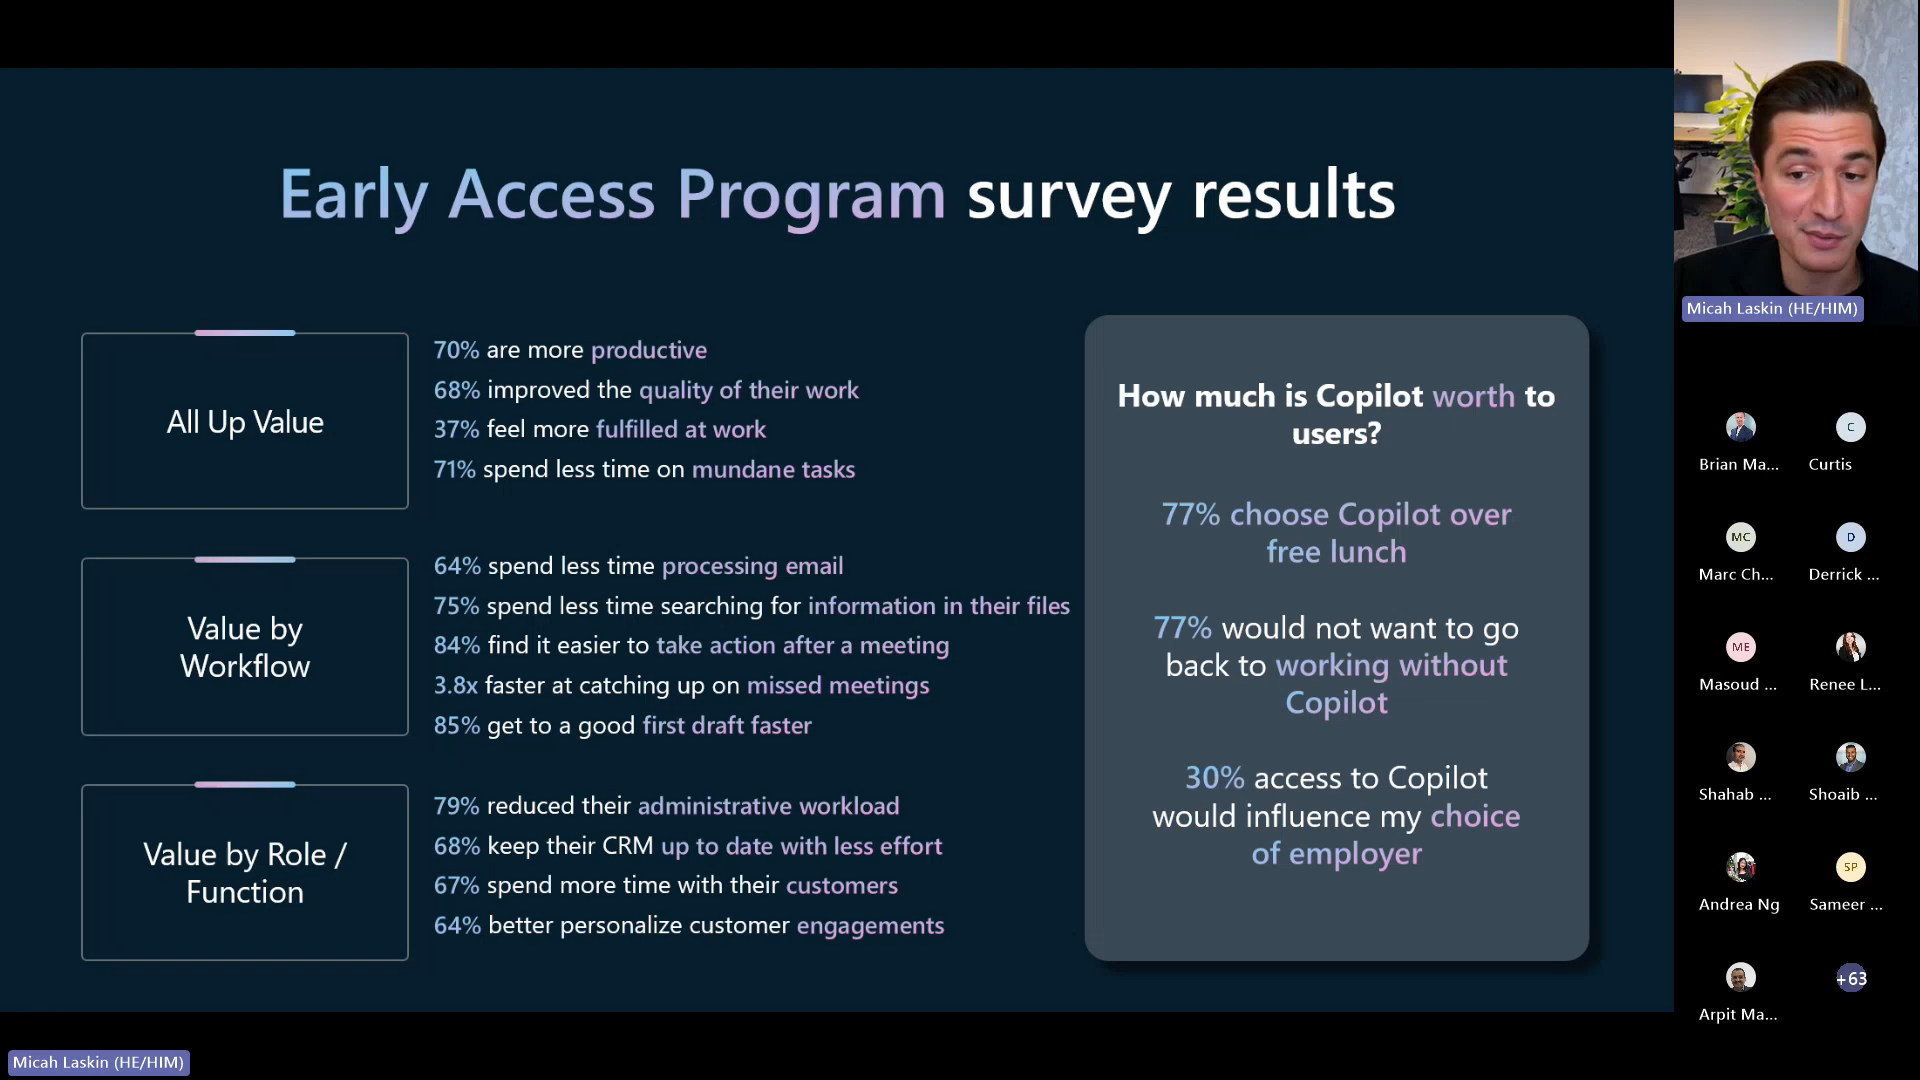 Early Access Program survey results
All Up Value
70% are more productive
68% improved the quality of their work
37% feel more fulfilled at work
71% spend less time on mundane tasks
Value by
Workflow
64% spend less time processing email
75% spend less time searching for information in their files
84% find it easier to take action after a meeting
3.8x faster at catching up on missed meetings
85% get to a good first draft faster
Value by Role /
Function
79% reduced their administrative workload
68% keep their CRM up to date with less effort
67% spend more time with their customers
64% better personalize customer engagements
How much is Copilot worth to
users?
77% choose Copilot over
free lunch
77% would not want to go
back to working without
Copilot
30% access to Copilot
would influence my choice
of employer
Micah Laskin (HE/HIM)
Brian Ma...
C
Curtis
MC
Marc Ch...
D
Derrick ...
ME
Masoud ...
Renee L...
Shahab ...
Shoaib ...
Andrea Ng
SP
Sameer ...
Arpit Ma...
+63
Micah Laskin (HE/HIM)